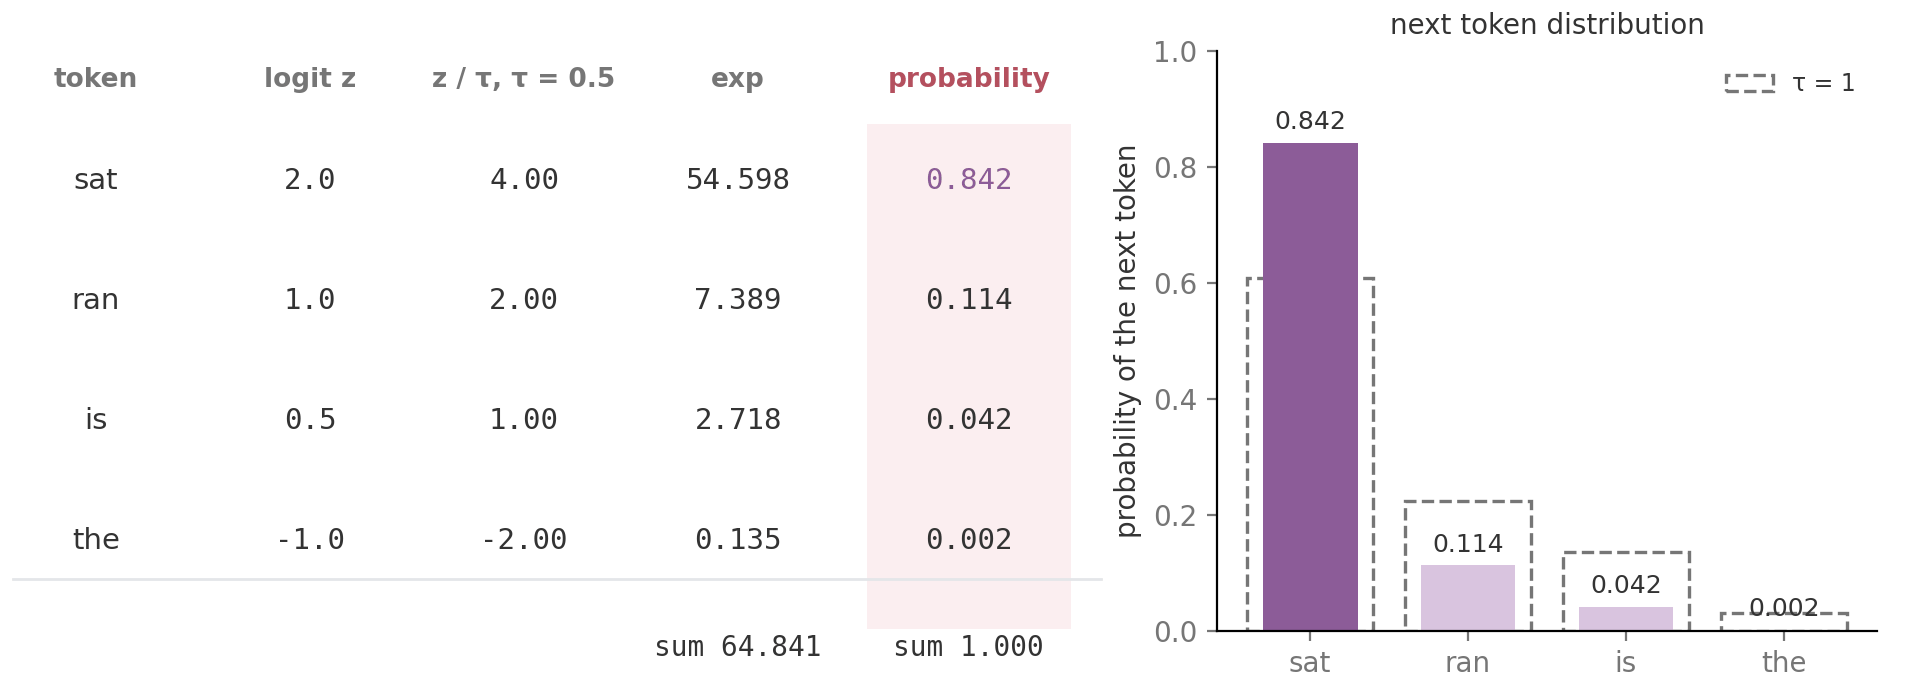 token logit z z / τ, τ = 0.5 exp probability
sat 2.0 4.00 54.598 0.842
ran 1.0 2.00 7.389 0.114
is 0.5 1.00 2.718 0.042
the -1.0 -2.00 0.135 0.002
sum 64.841 sum 1.000
next token distribution
τ = 1
probability of the next token
1.0
0.8
0.6
0.4
0.2
0.0
0.842
0.114
0.042
0.002
sat ran is the